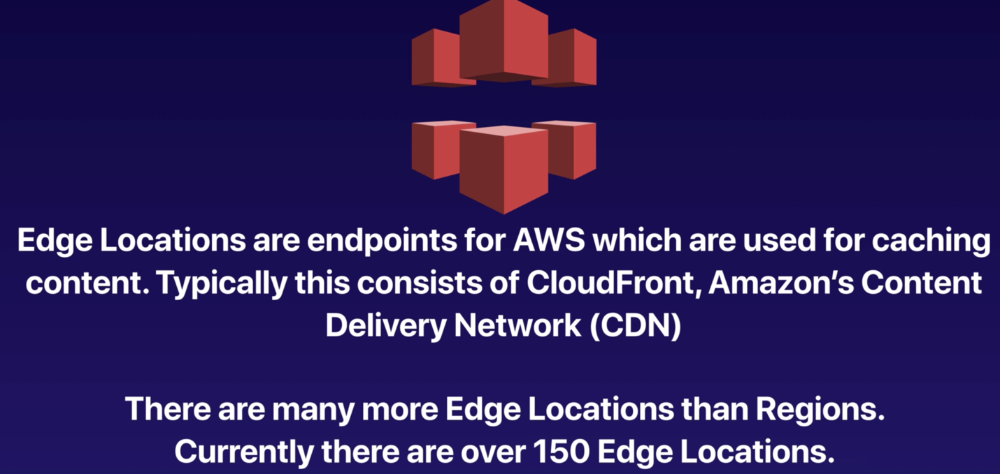 Edge Locations are endpoints for AWS which are used for caching
content. Typically this consists of CloudFront, Amazon’s Content
Delivery Network (CDN)
There are many more Edge Locations than Regions.
Currently there are over 150 Edge Locations.